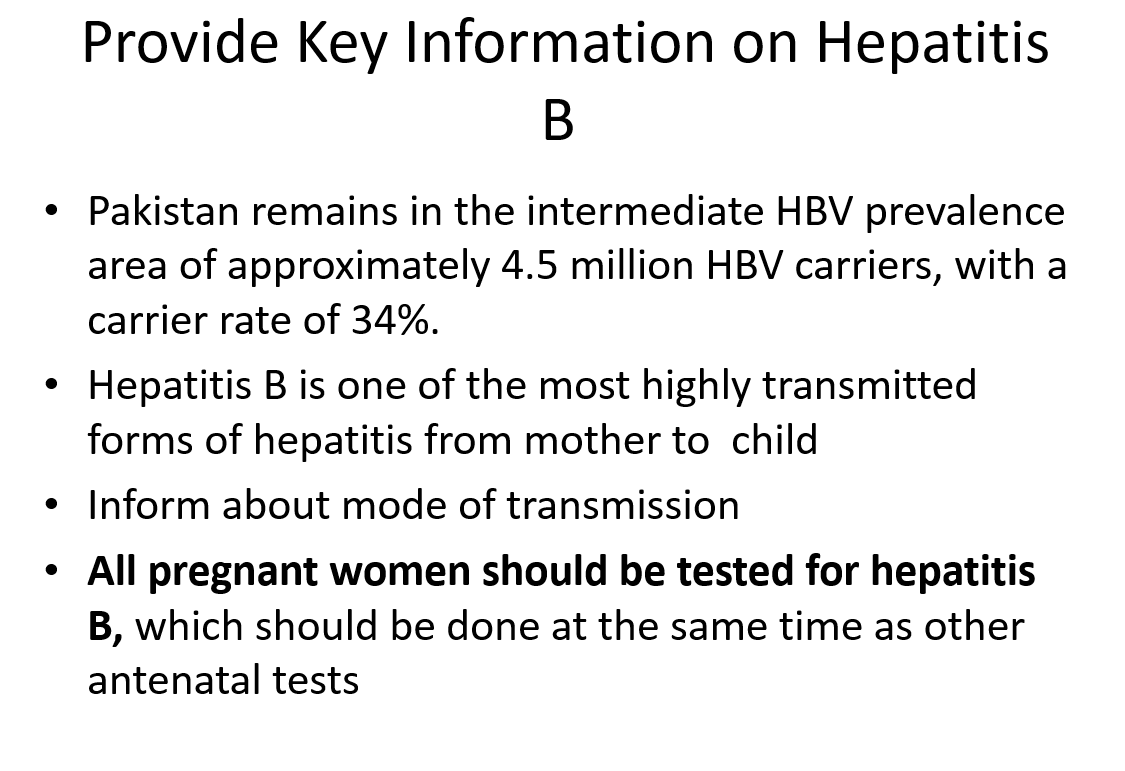 Provide Key Information on Hepatitis
B
• Pakistan remains in the intermediate HBV prevalence
area of approximately 4.5 million HBV carriers, with a
carrier rate of 34%.
• Hepatitis B is one of the most highly transmitted
forms of hepatitis from mother to  child
• Inform about mode of transmission
• All pregnant women should be tested for hepatitis
B, which should be done at the same time as other
antenatal tests